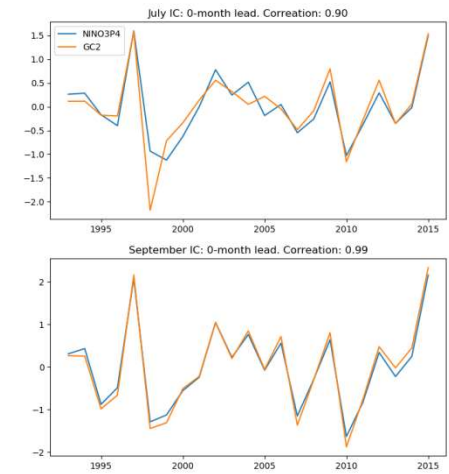 July IC: 0-month lead. Correation: 0.90
NINO3P4
GC2
1.5
1.0
0.5
0.0
−0.5
−1.0
−1.5
−2.0
1995 2000 2005 2010 2015
September IC: 0-month lead. Correation: 0.99
2
1
0
−1
−2
1995 2000 2005 2010 2015